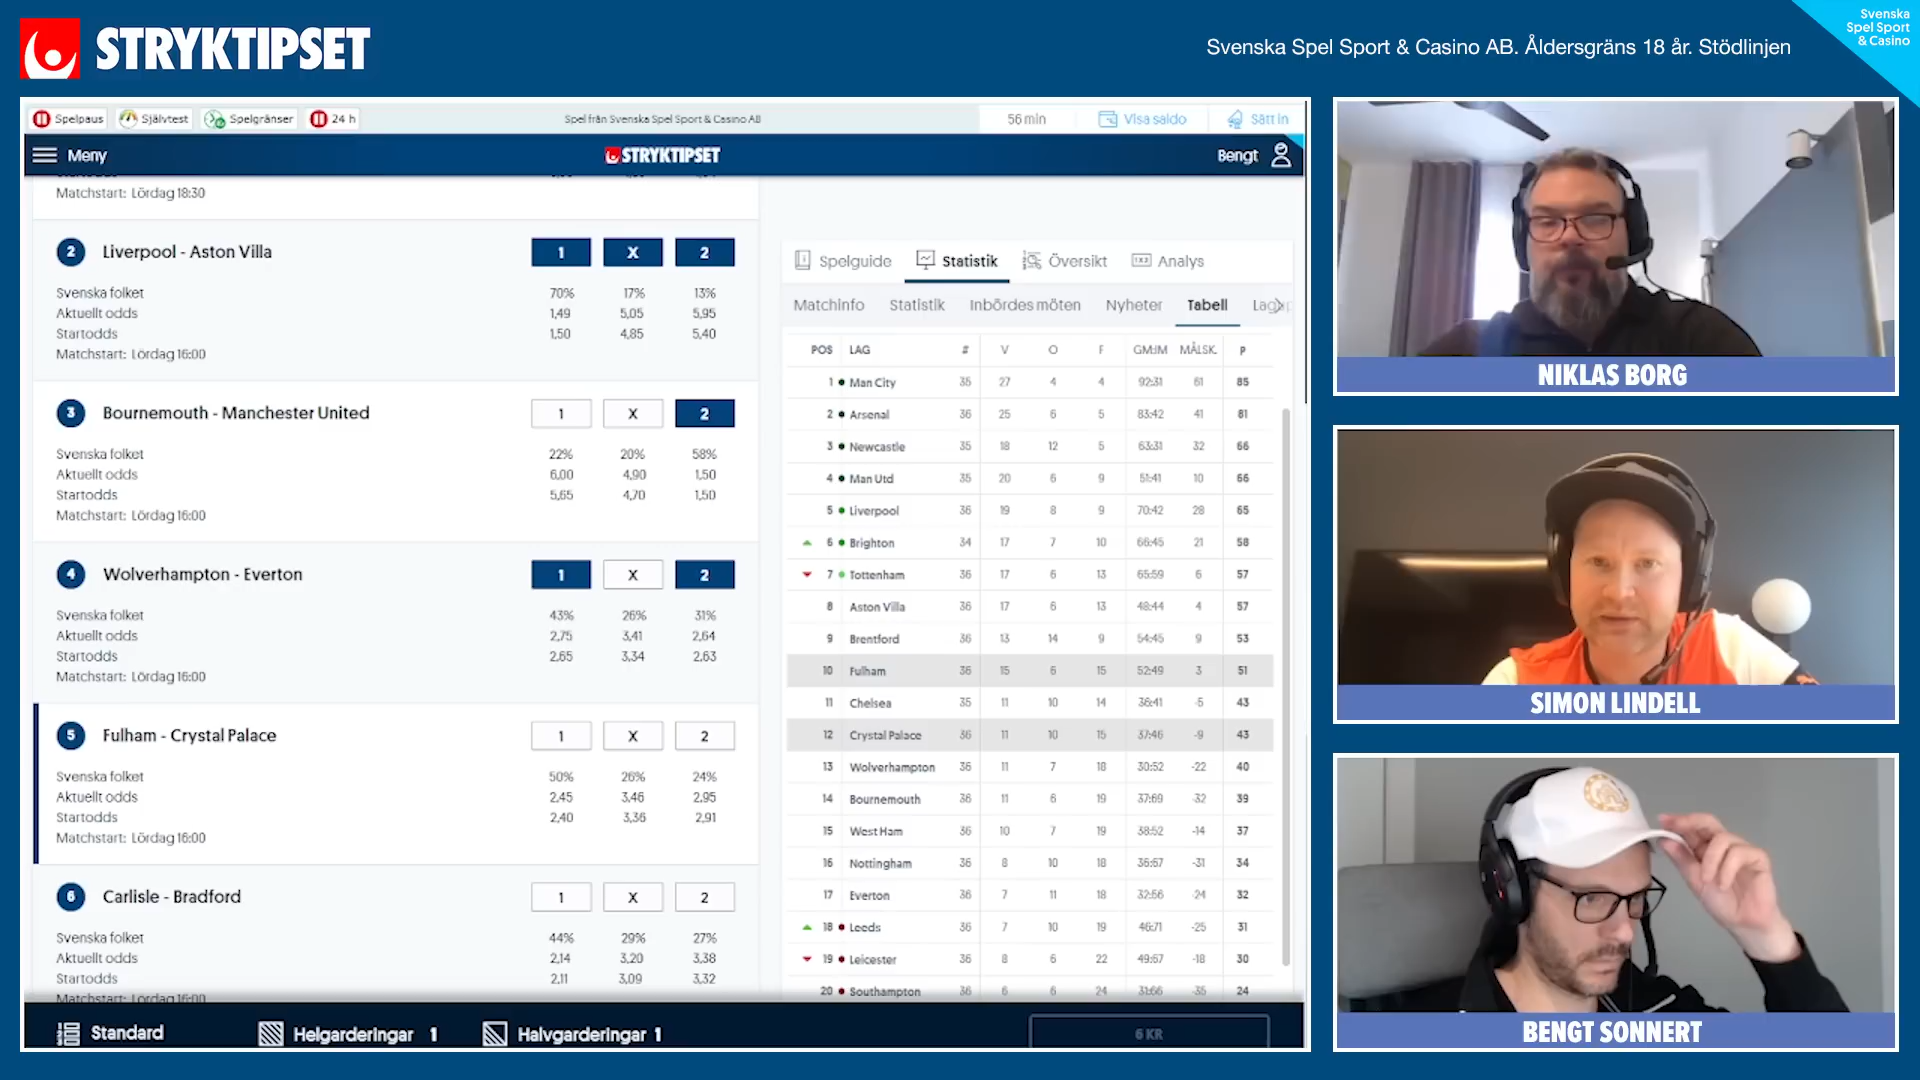 STRYKTIPSET
Svenska Spel Sport & Casino AB. Åldersgräns 18 år. Stödlinjen
Svenska
Spel Sport
& Casino
Spelpaus Självtest Spelgränser 24 h
Spel från Svenska Spel Sport & Casino AB
56 min Visa saldo Sätt in
Meny
STRYKTIPSET
Bengt
Matchstart: Lördag 18:30
2 Liverpool - Aston Villa 1 X 2
Svenska folket 70% 17% 13%
Aktuellt odds 1,49 5,05 5,95
Startodds 1,50 4,85 5,40
Matchstart: Lördag 16:00
3 Bournemouth - Manchester United 1 X 2
Svenska folket 22% 20% 58%
Aktuellt odds 6,00 4,90 1,50
Startodds 5,65 4,70 1,50
Matchstart: Lördag 16:00
4 Wolverhampton - Everton 1 X 2
Svenska folket 43% 26% 31%
Aktuellt odds 2,75 3,41 2,64
Startodds 2,65 3,34 2,63
Matchstart: Lördag 16:00
5 Fulham - Crystal Palace 1 X 2
Svenska folket 50% 26% 24%
Aktuellt odds 2,45 3,46 2,95
Startodds 2,40 3,36 2,91
Matchstart: Lördag 16:00
6 Carlisle - Bradford 1 X 2
Svenska folket 44% 29% 27%
Aktuellt odds 2,14 3,20 3,38
Startodds 2,11 3,09 3,32
Matchstart: Lördag 16:00
Spelguide Statistik Översikt Analys
Matchinfo Statistik Inbördes möten Nyheter Tabell
POS LAG # V O F GM:IM MÅLSK. P
1 Man City 35 27 4 4 92:31 61 85
2 Arsenal 36 25 6 5 83:42 41 81
3 Newcastle 35 18 12 5 63:31 32 66
4 Man Utd 35 20 6 9 51:41 10 66
5 Liverpool 36 19 8 9 70:42 28 65
6 Brighton 34 17 7 10 66:45 21 58
7 Tottenham 36 17 6 13 65:59 6 57
8 Aston Villa 36 17 6 13 48:44 4 57
9 Brentford 36 13 14 9 54:45 9 53
10 Fulham 36 15 6 15 52:49 3 51
11 Chelsea 35 11 10 14 36:41 -5 43
12 Crystal Palace 36 11 10 15 37:46 -9 43
13 Wolverhampton 36 11 7 18 30:52 -22 40
14 Bournemouth 36 11 6 19 37:69 -32 39
15 West Ham 36 10 7 19 38:52 -14 37
16 Nottingham 36 8 10 18 36:67 -31 34
17 Everton 36 7 11 18 32:56 -24 32
18 Leeds 36 7 10 19 46:71 -25 31
19 Leicester 36 8 6 22 49:67 -18 30
20 Southampton 36 6 6 24 31:66 -35 24
Standard Helgarderingar 1 Halvgarderingar 1
6 KR
NIKLAS BORG
SIMON LINDELL
BENGT SONNERT